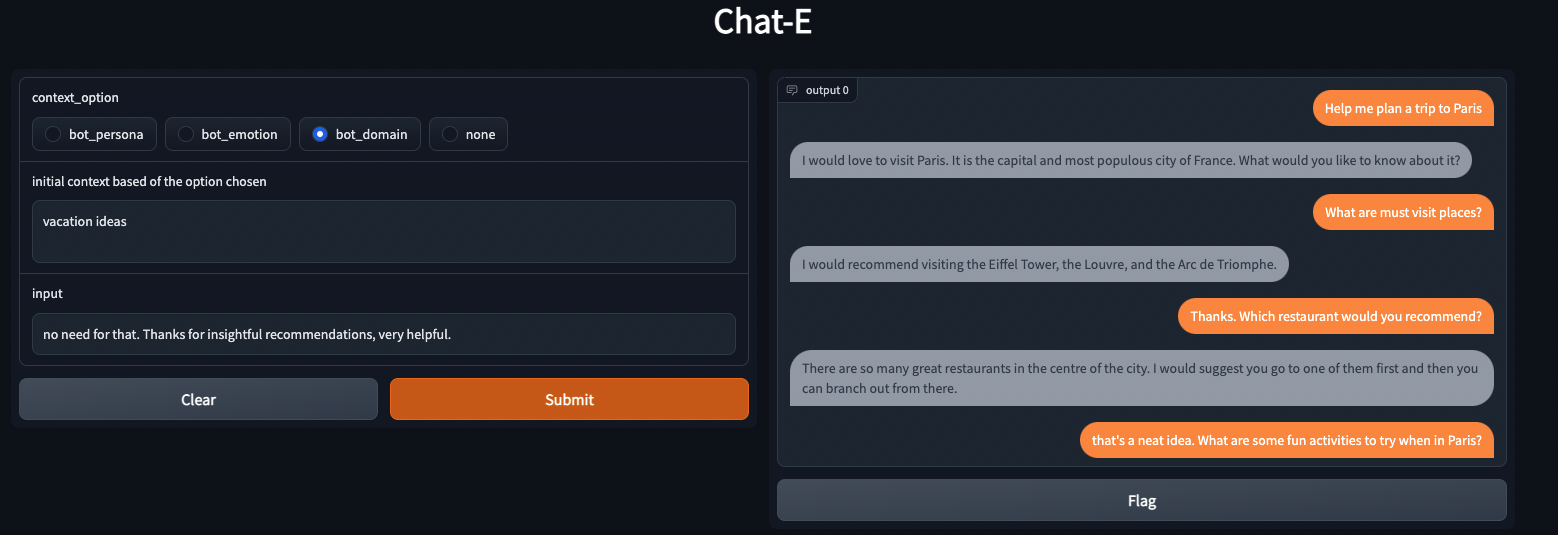 Chat-E
context_option
bot_persona
bot_emotion
bot_domain
none
initial context based of the option chosen
vacation ideas
input
no need for that. Thanks for insightful recommendations, very helpful.
Clear
Submit
output 0
Help me plan a trip to Paris
I would love to visit Paris. It is the capital and most populous city of France. What would you like to know about it?
What are must visit places?
I would recommend visiting the Eiffel Tower, the Louvre, and the Arc de Triomphe.
Thanks. Which restaurant would you recommend?
There are so many great restaurants in the centre of the city. I would suggest you go to one of them first and then you
can branch out from there.
that's a neat idea. What are some fun activities to try when in Paris?
Flag